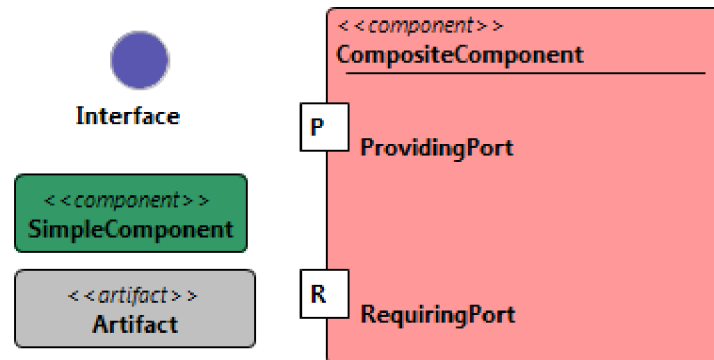 Interface
<<component>>
SimpleComponent
<<artifact>>
Artifact
<<component>>
CompositeComponent
P
ProvidingPort
R
RequiringPort